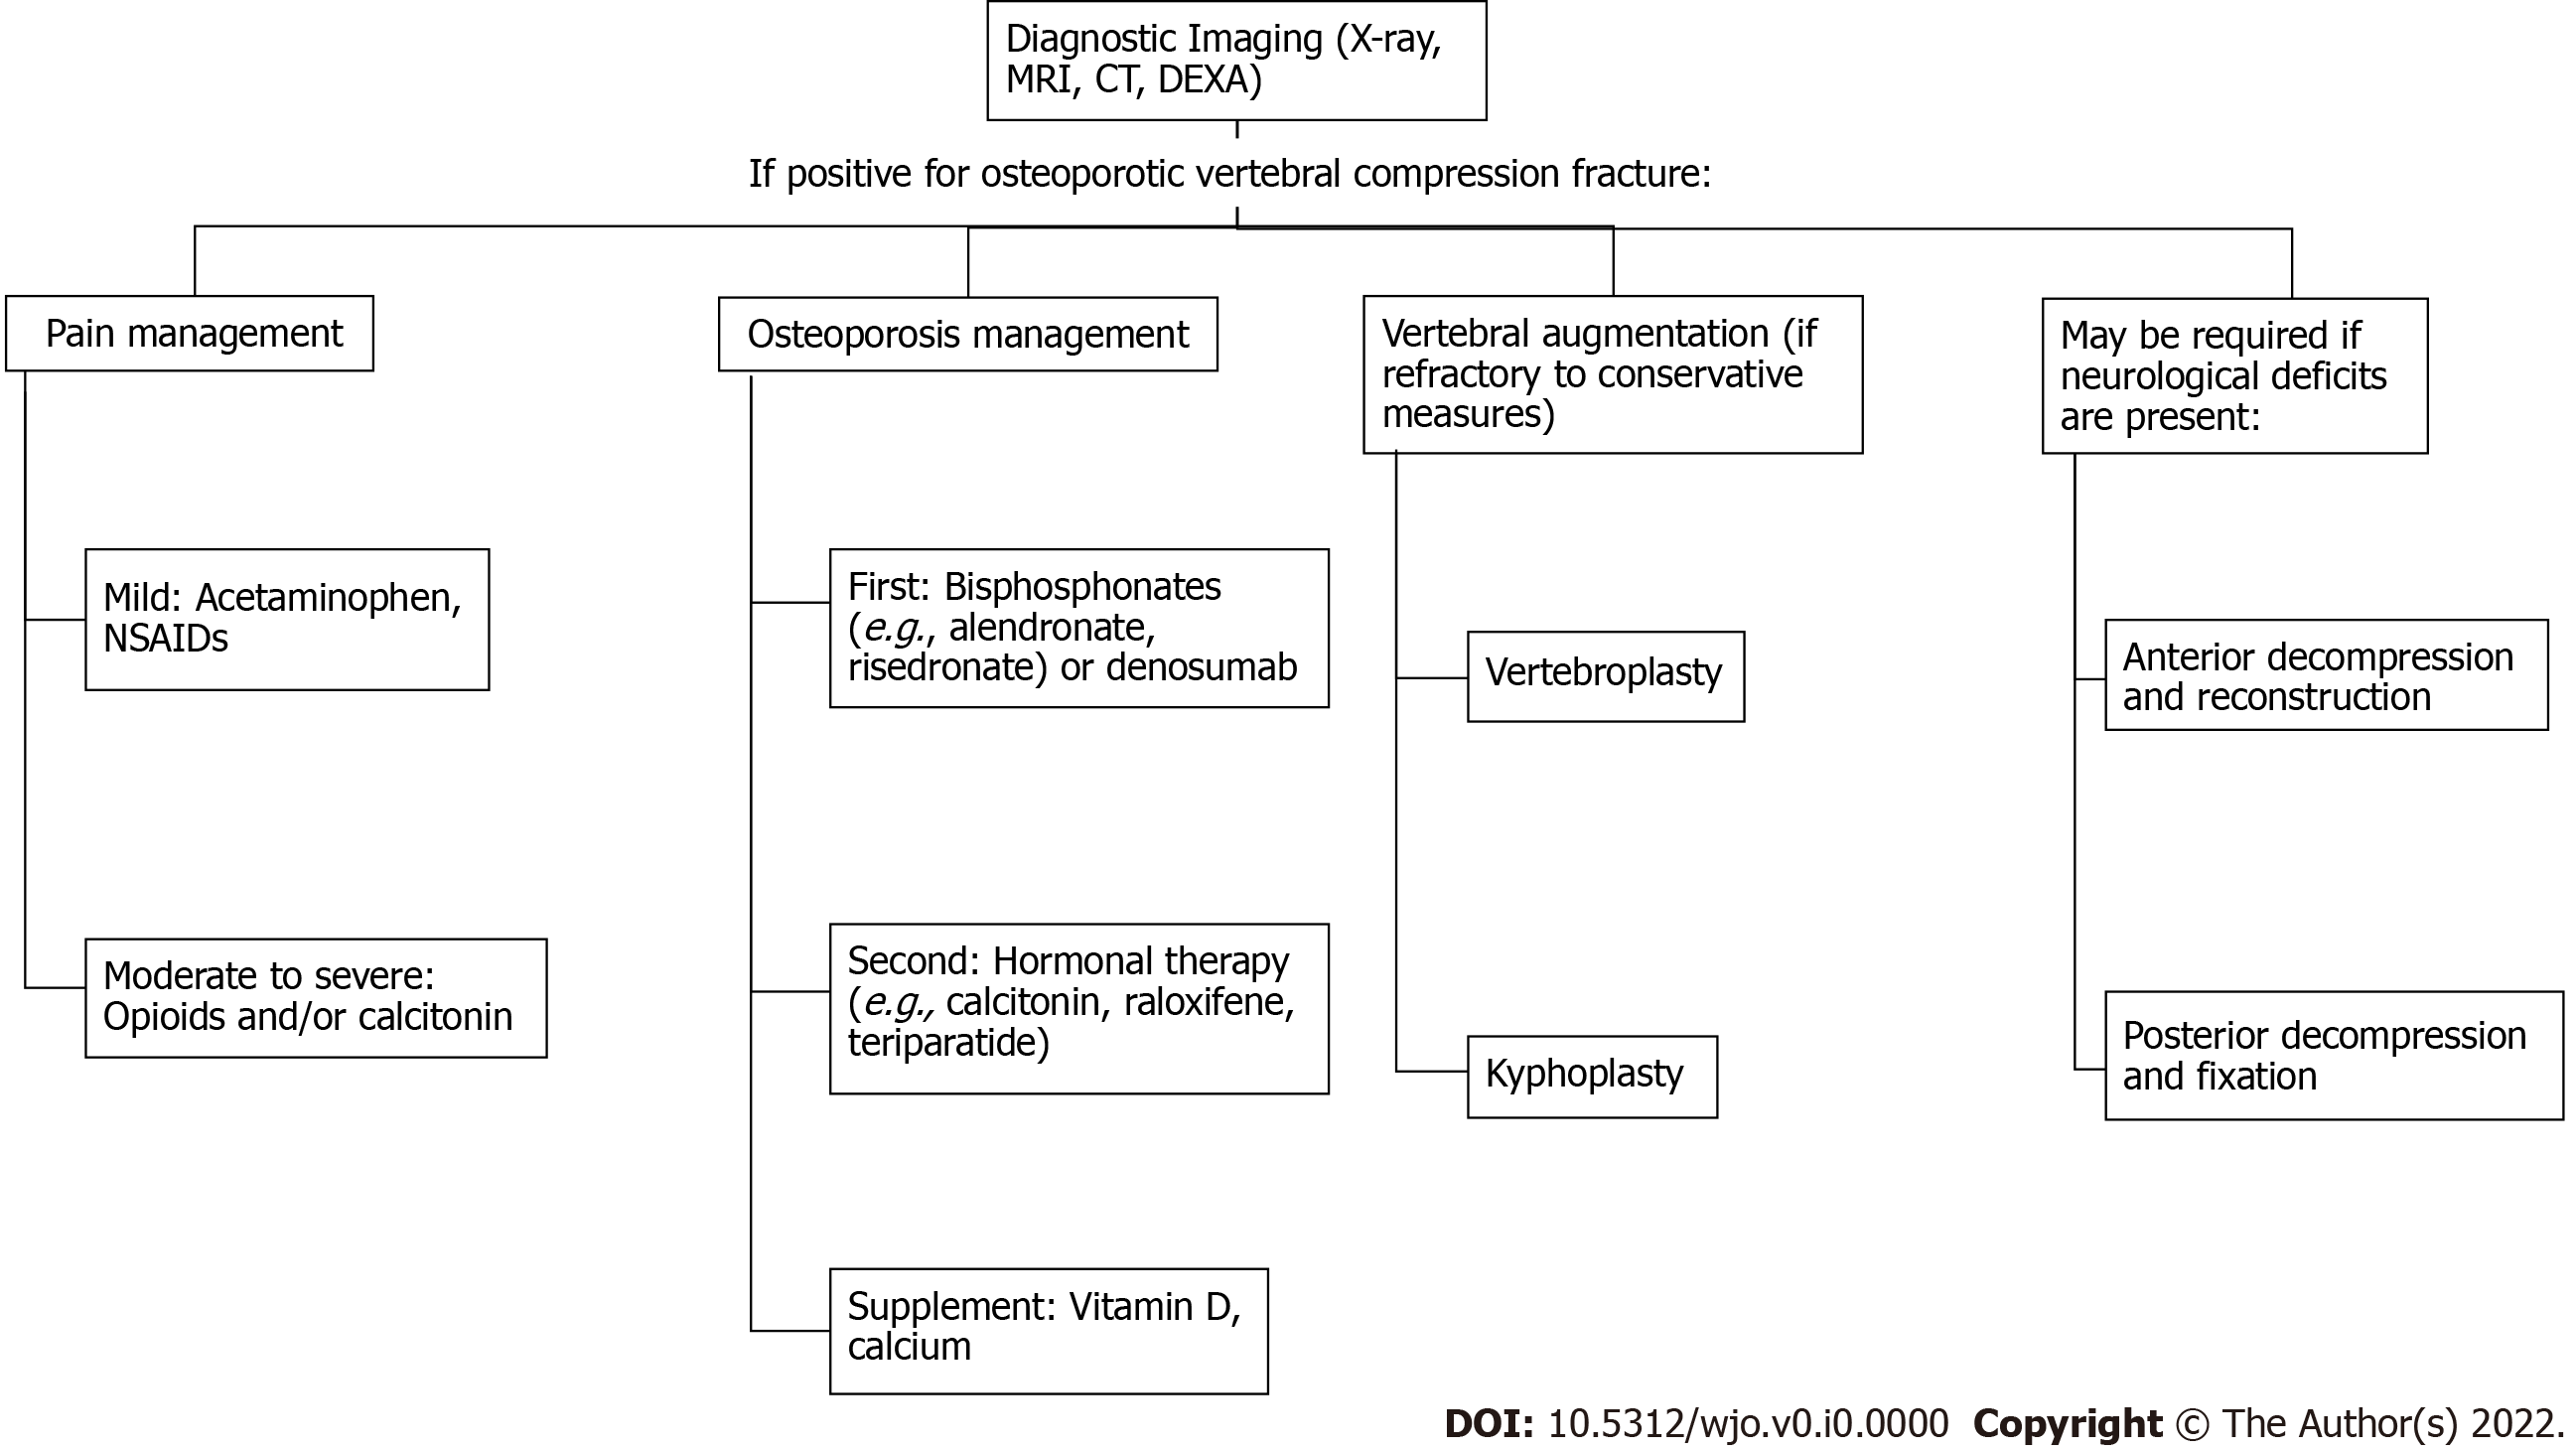 Diagnostic Imaging (X-ray,
MRI, CT, DEXA)
If positive for osteoporotic vertebral compression fracture:
Pain management
Mild: Acetaminophen,
NSAIDs
Moderate to severe:
Opioids and/or calcitonin
Osteoporosis management
First: Bisphosphonates
(e.g., alendronate,
risedronate) or denosumab
Second: Hormonal therapy
(e.g., calcitonin, raloxifene,
teriparatide)
Supplement: Vitamin D,
calcium
Vertebral augmentation (if
refractory to conservative
measures)
Vertebroplasty
Kyphoplasty
May be required if
neurological deficits
are present:
Anterior decompression
and reconstruction
Posterior decompression
and fixation
DOI: 10.5312/wjo.v0.i0.0000 Copyright © The Author(s) 2022.